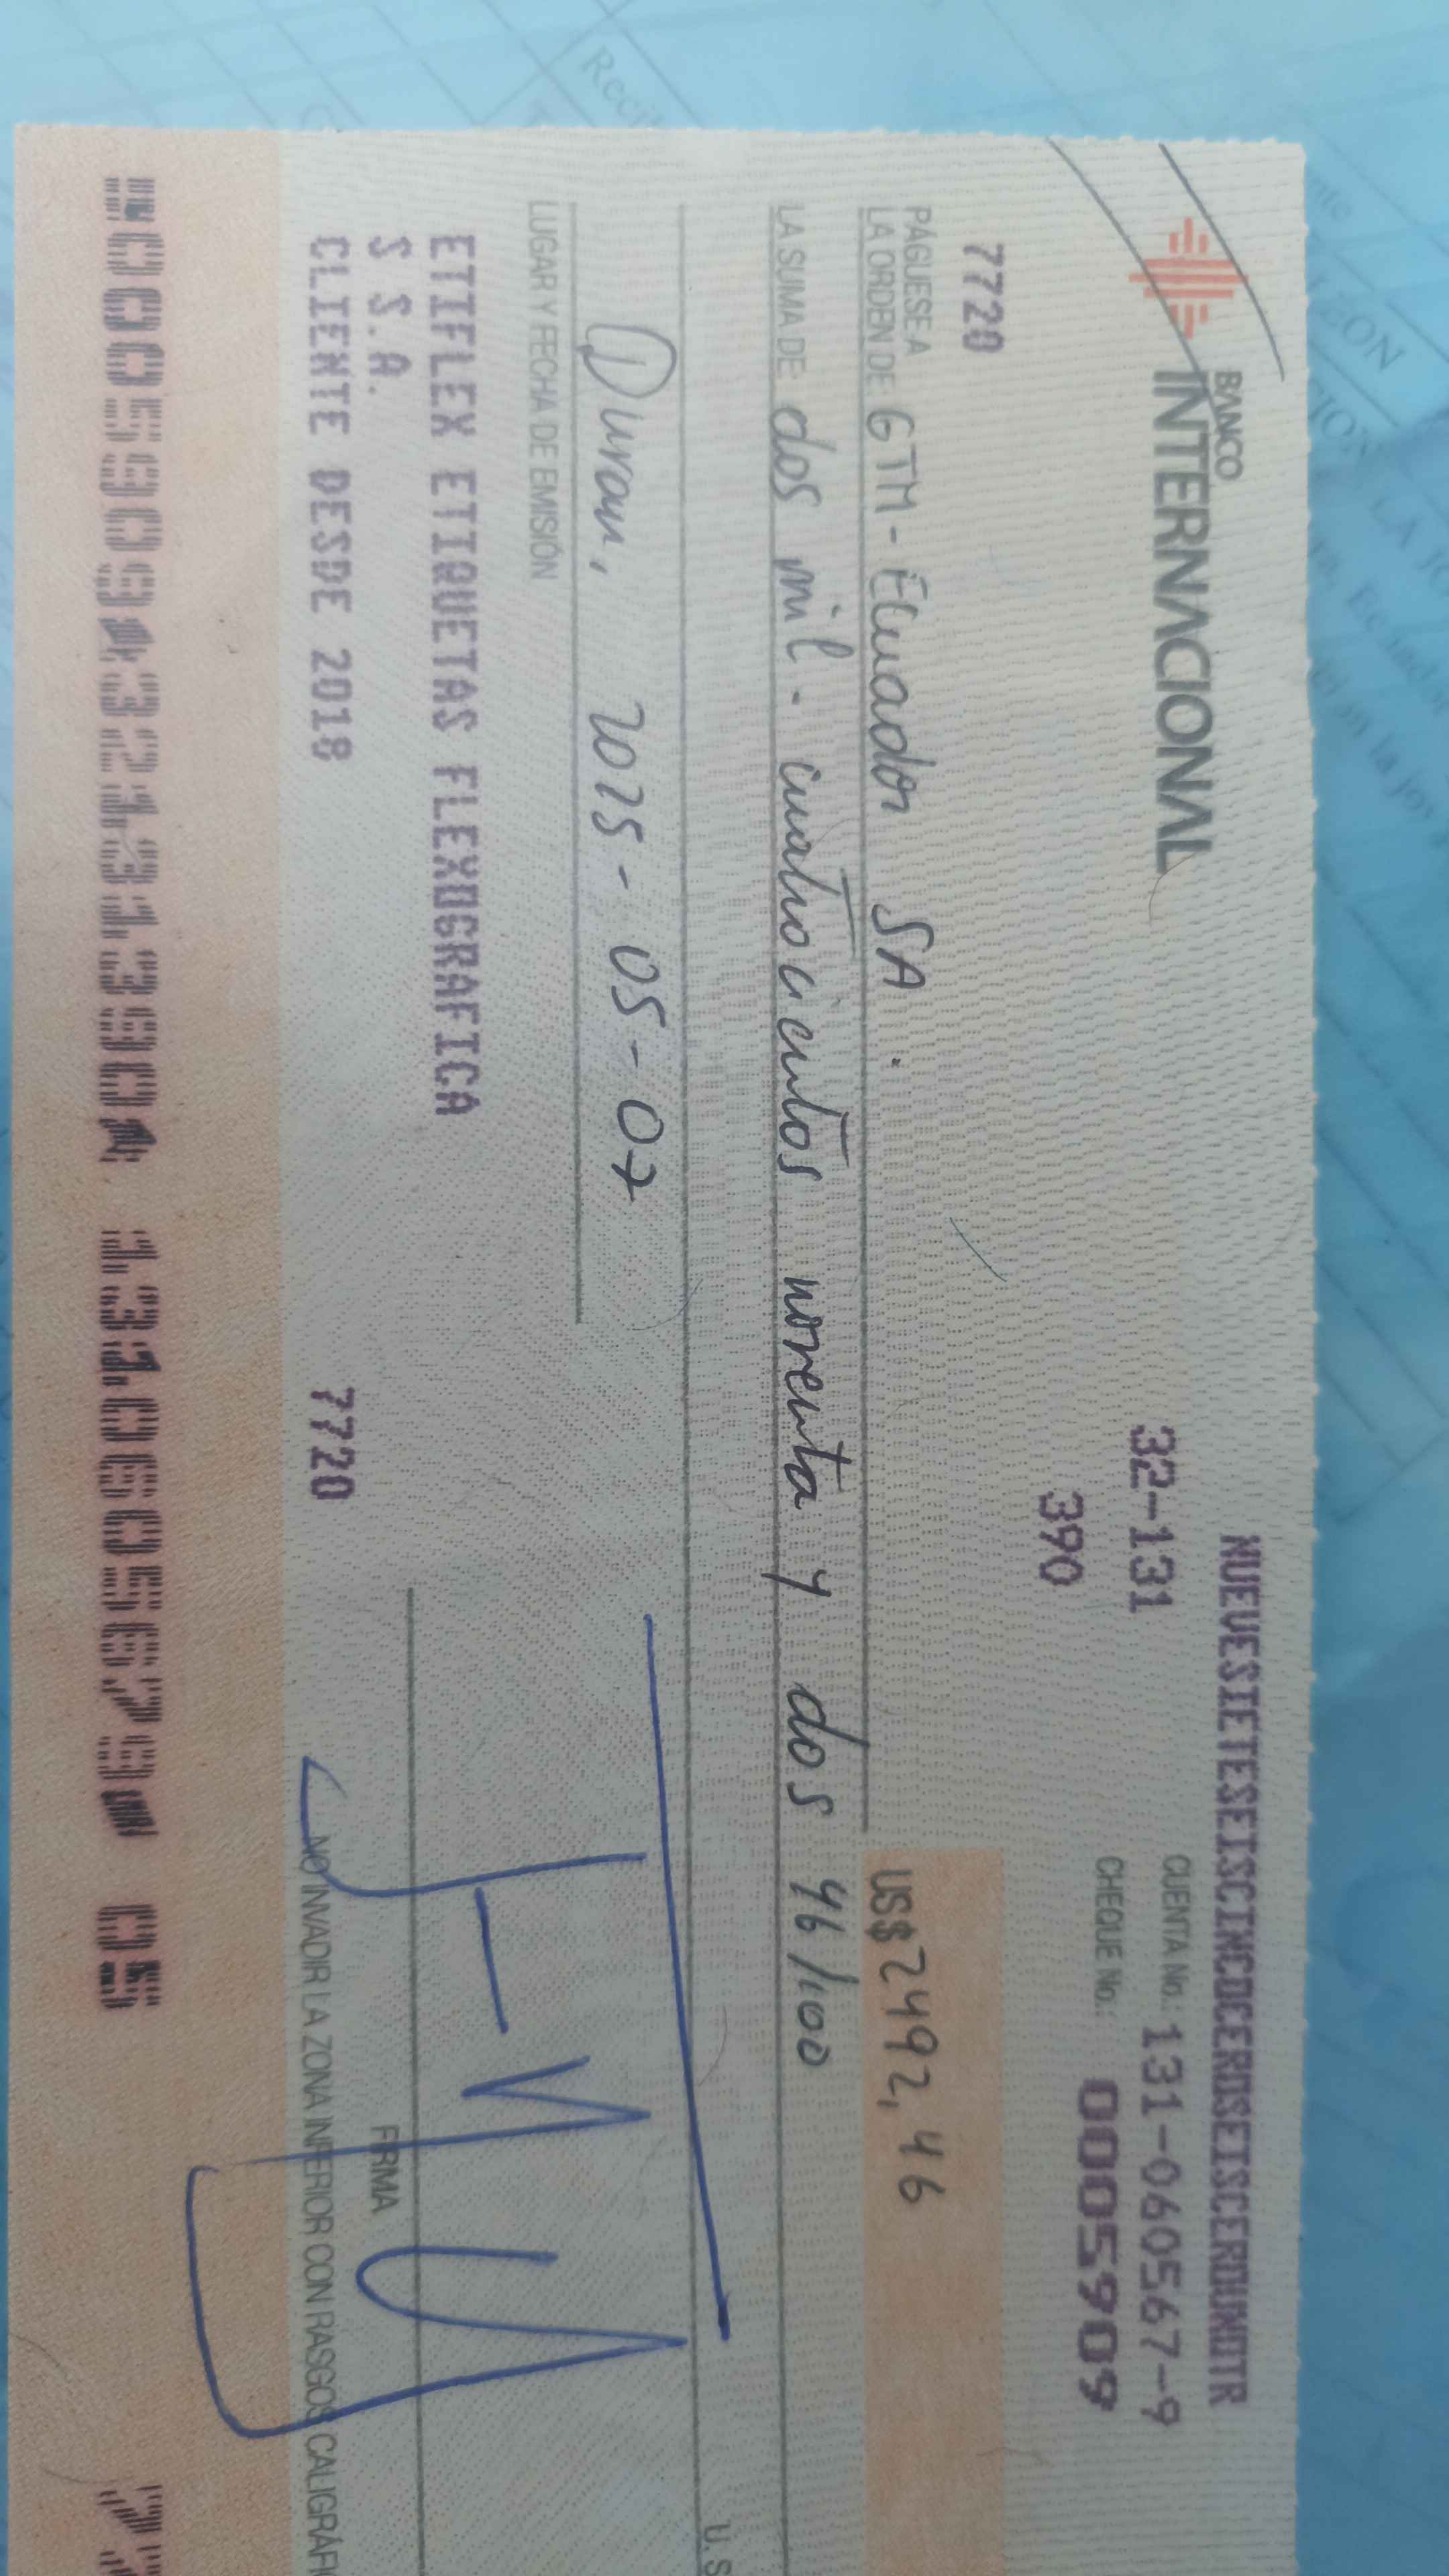 NUEVESIETESEISCINCOCEROSEISCEROUNOTR
BANCO
INTERNACIONAL
32-131
CUENTA No.: 131-060567-9
390
CHEQUE No.: 0005909
7720
PÁGUESE A
LA ORDEN DE GTM-Ecuador SA.
US$ 2492,46
LA SUMA DE dos mil - cuatrocientos noventa y dos 46/100
U.S
Duran, 2025-05-07
LUGAR Y FECHA DE EMISIÓN
ETIFLEX ETIQUETAS FLEXOGRAFICA
S S.A.
FIRMA
CLIENTE DESDE 2018
7720
NO INVADIR LA ZONA INFERIOR CON RASGOS CALIGRÁFI